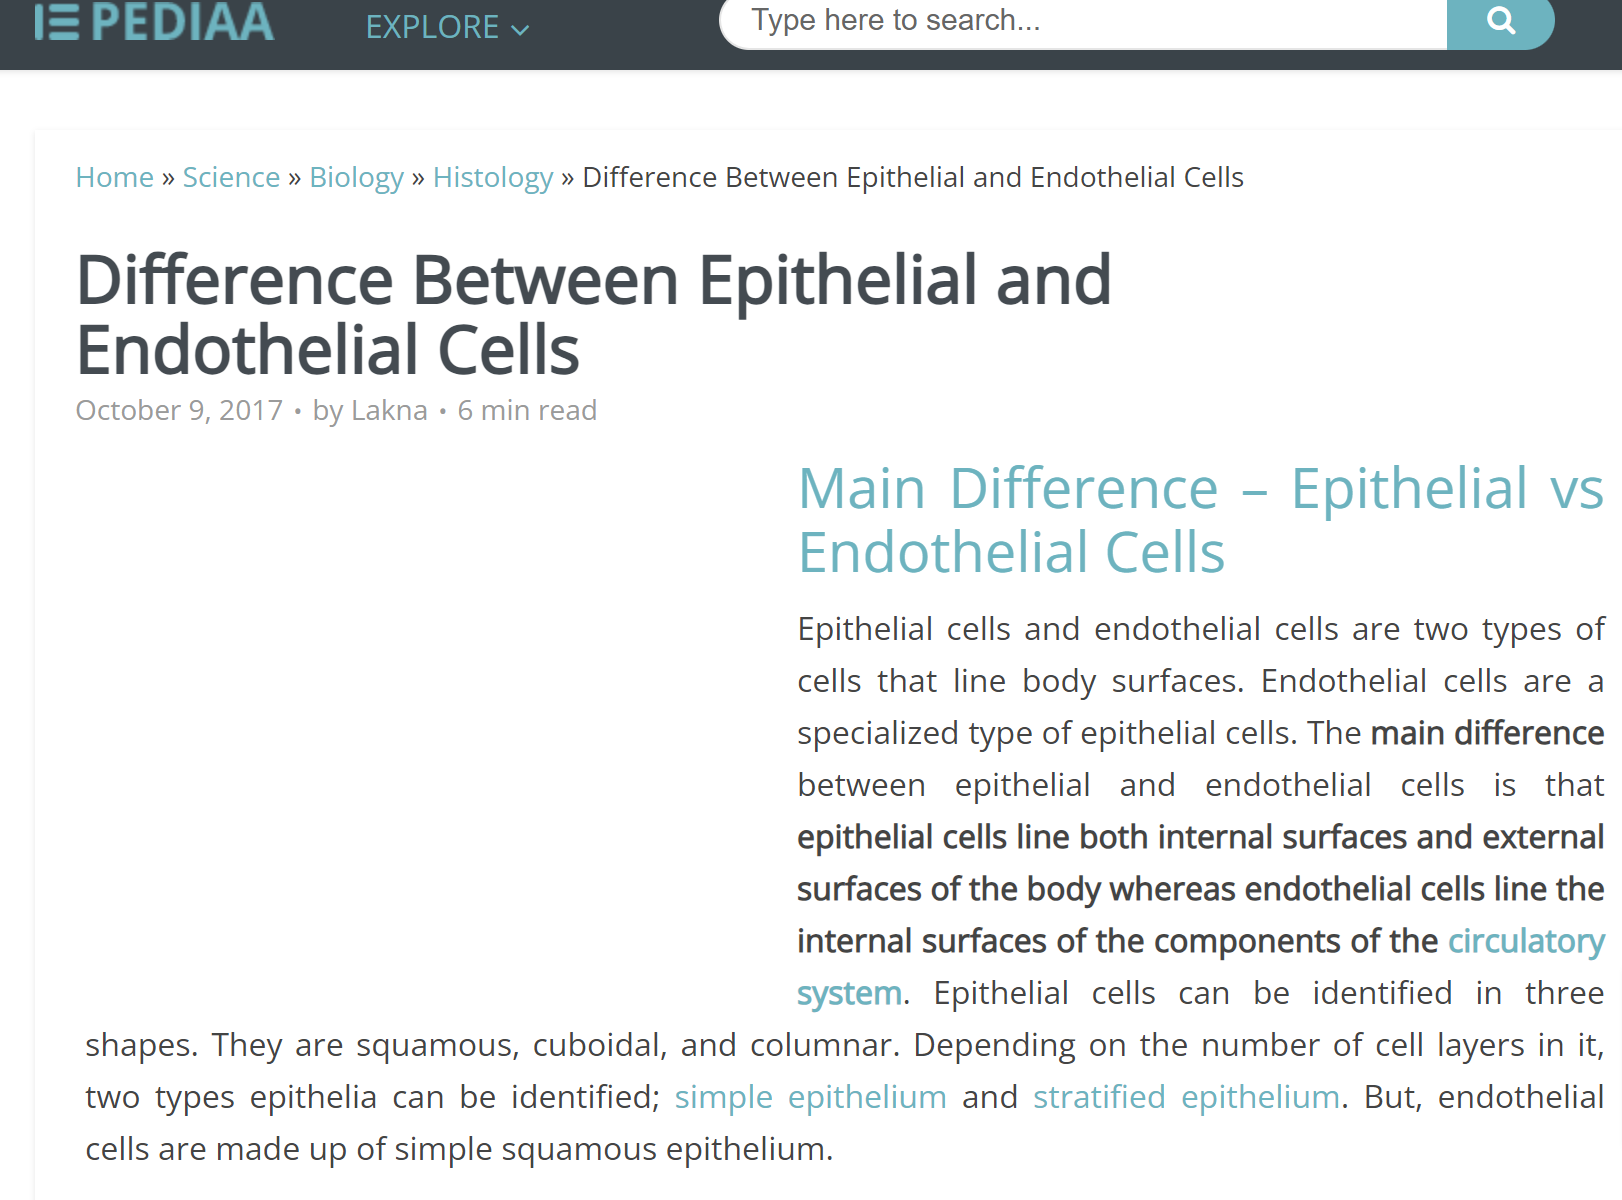 PEDIAA
EXPLORE
Type here to search...
Home » Science » Biology » Histology » Difference Between Epithelial and Endothelial Cells
Difference Between Epithelial and
Endothelial Cells
October 9, 2017 • by Lakna • 6 min read
Main Difference – Epithelial vs
Endothelial Cells
Epithelial cells and endothelial cells are two types of
cells that line body surfaces. Endothelial cells are a
specialized type of epithelial cells. The main difference
between epithelial and endothelial cells is that
epithelial cells line both internal surfaces and external
surfaces of the body whereas endothelial cells line the
internal surfaces of the components of the circulatory
system. Epithelial cells can be identified in three
shapes. They are squamous, cuboidal, and columnar. Depending on the number of cell layers in it,
two types epithelia can be identified; simple epithelium and stratified epithelium. But, endothelial
cells are made up of simple squamous epithelium.